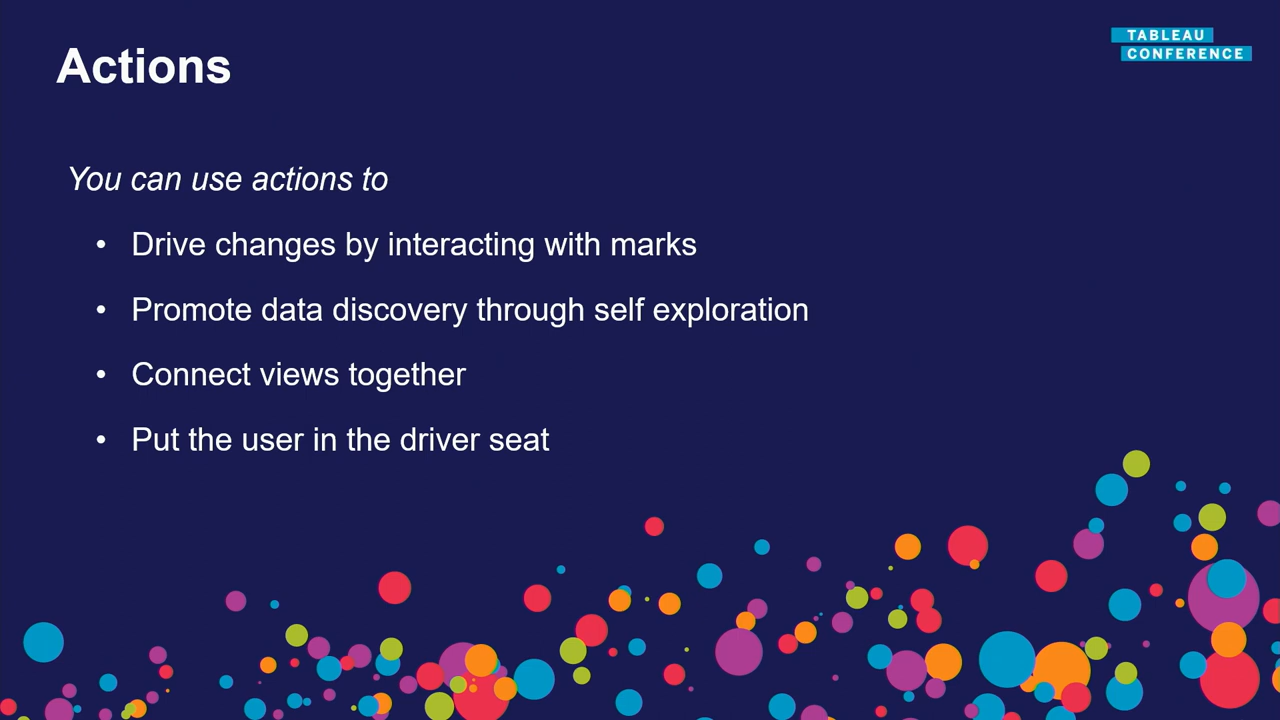 Actions
TABLEAU
CONFERENCE
You can use actions to
• Drive changes by interacting with marks
• Promote data discovery through self exploration
• Connect views together
• Put the user in the driver seat